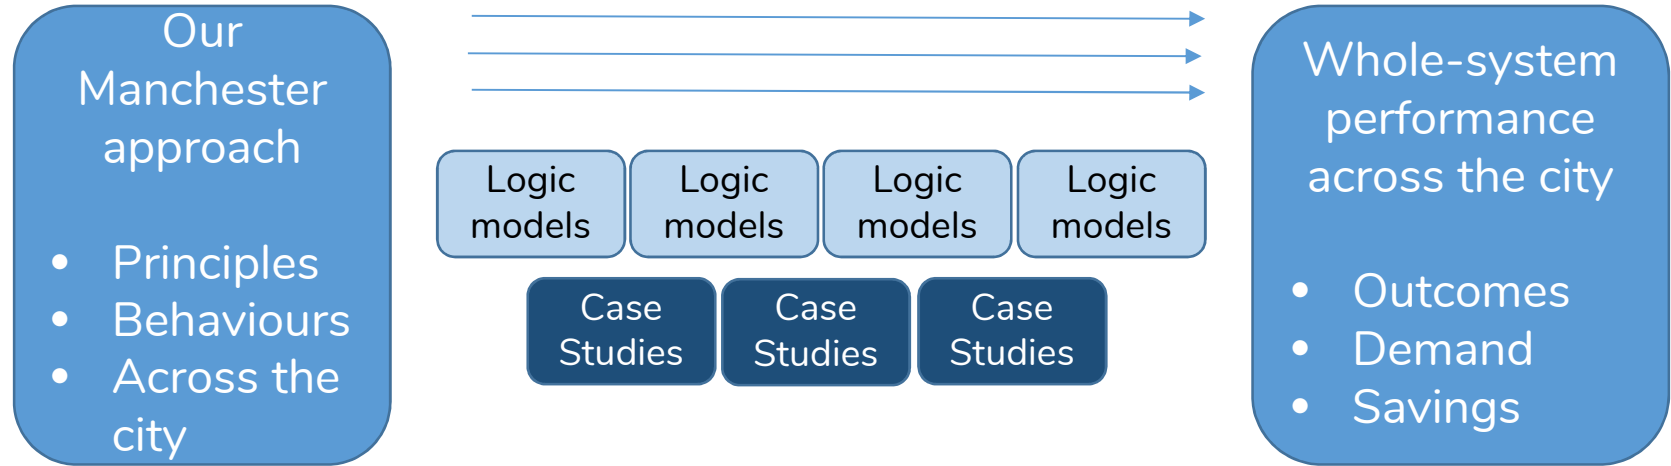 Our
Manchester
approach
• Principles
• Behaviours
• Across the
city
Logic
models
Logic
models
Logic
models
Logic
models
Case
Studies
Case
Studies
Case
Studies
Whole-system
performance
across the city
• Outcomes
• Demand
• Savings